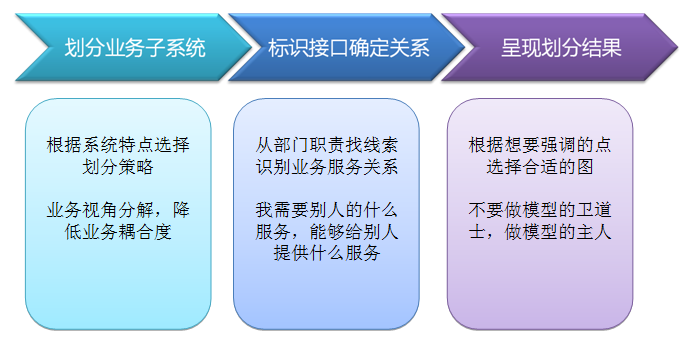 划分业务子系统
标识接口确定关系
呈现划分结果
根据系统特点选择
划分策略
业务视角分解，降
低业务耦合度
从部门职责找线索
识别业务服务关系
我需要别人的什么
服务，能够给别人
提供什么服务
根据想要强调的点
选择合适的图
不要做模型的卫道
士，做模型的主人